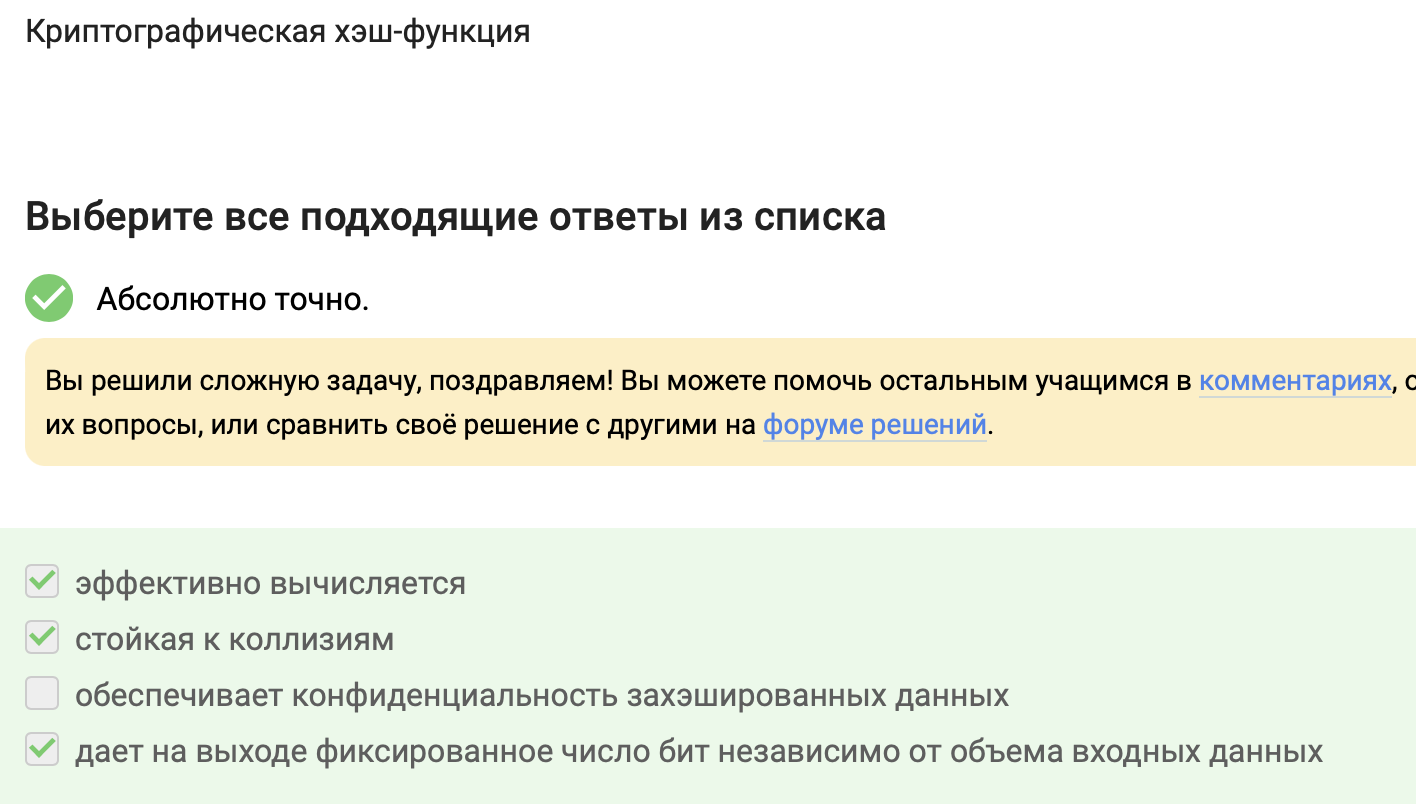 Криптографическая хэш-функция
Выберите все подходящие ответы из списка
Абсолютно точно.
Вы решили сложную задачу, поздравляем! Вы можете помочь остальным учащимся в комментариях,
их вопросы, или сравнить своё решение с другими на форуме решений.
эффективно вычисляется
стойкая к коллизиям
обеспечивает конфиденциальность захэшированных данных
дает на выходе фиксированное число бит независимо от объема входных данных